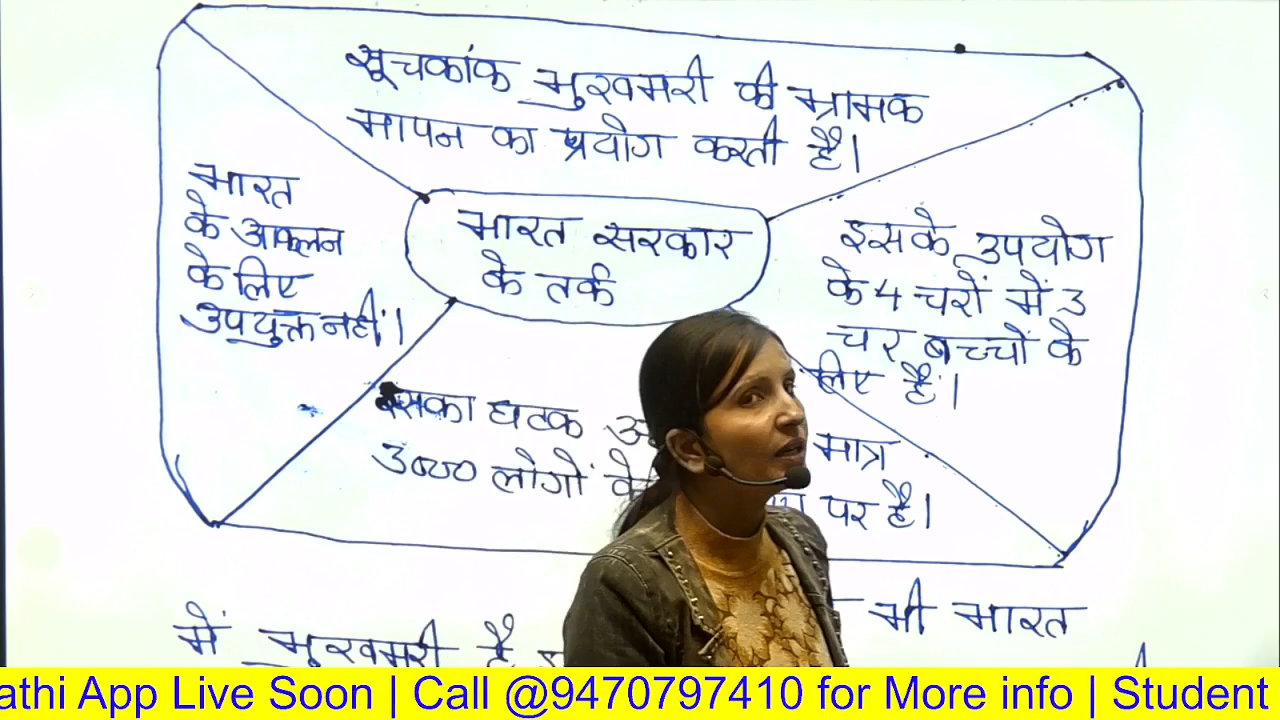 सूचकांक भुखमरी की भ्रामक
मापन का प्रयोग करती है।
भारत
के आकलन
के लिए
उपयुक्त नहीं।
भारत सरकार
के तर्क
इसके उपयोग
के 4 चरों में 3
चर बच्चों के
लिए हैं।
इसका घटक
मात्र
3000 लोगों के
पर है।
भी भारत
में भुखमरी है
athi App Live Soon | Call @9470797410 for More info | Student